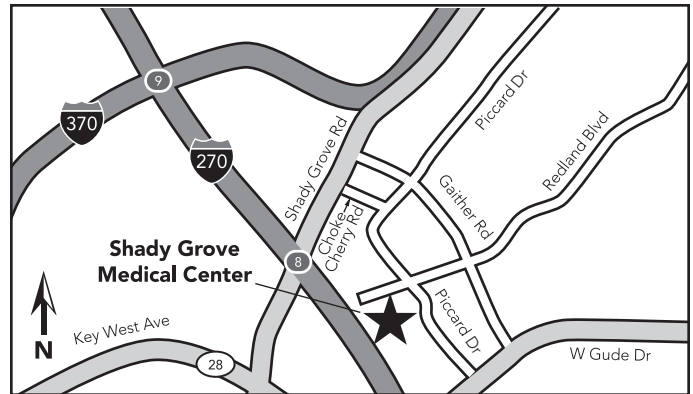 9
370
270
Shady Grove Rd
Piccard Dr
Redland Blvd
Gaither Rd
Choke
Cherry Rd
Shady Grove
Medical Center
8
N
Key West Ave
28
Piccard Dr
W Gude Dr